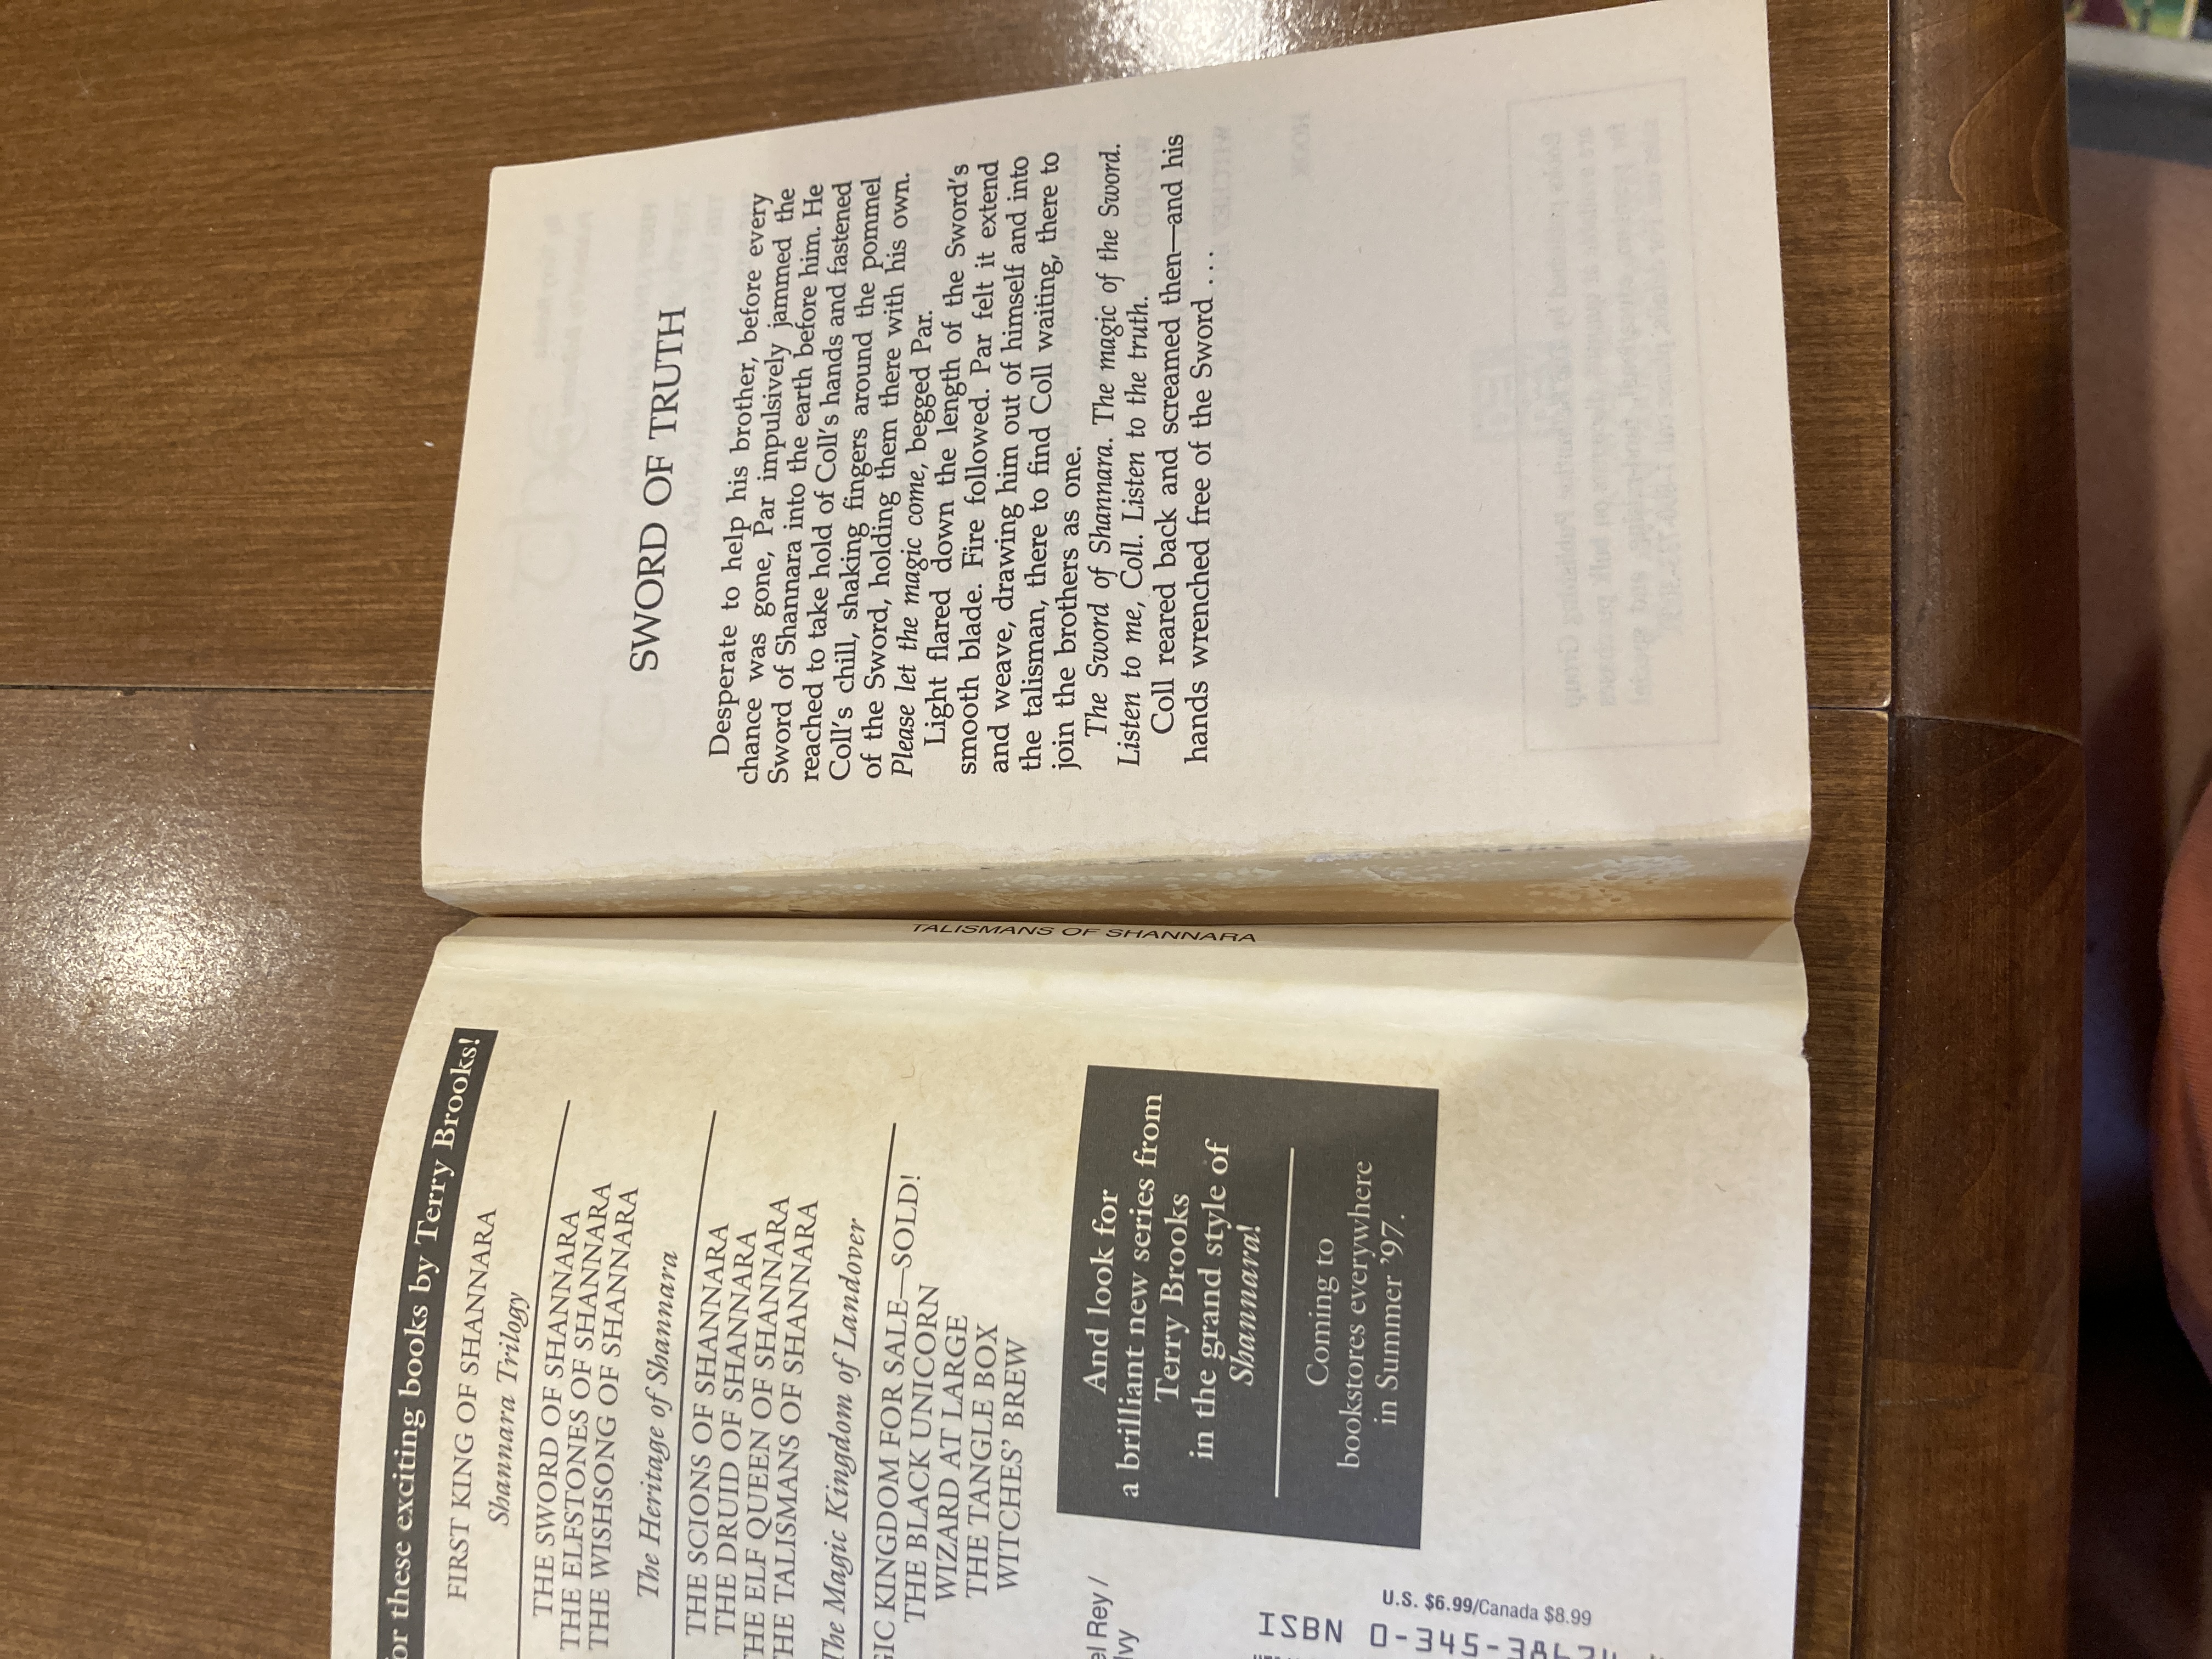 or these exciting books by Terry Brooks!
FIRST KING OF SHANNARA
Shannara Trilogy
THE SWORD OF SHANNARA
THE ELFSTONES OF SHANNARA
THE WISHSONG OF SHANNARA
The Heritage of Shannara
THE SCIONS OF SHANNARA
THE DRUID OF SHANNARA
THE ELF QUEEN OF SHANNARA
THE TALISMANS OF SHANNARA
The Magic Kingdom of Landover
GIC KINGDOM FOR SALE—SOLD!
THE BLACK UNICORN
WIZARD AT LARGE
THE TANGLE BOX
WITCHES' BREW
And look for
a brilliant new series from
Terry Brooks
in the grand style of
Shannara!
Coming to
bookstores everywhere
in Summer '97.
el Rey /
vy
U.S. $6.99/Canada $8.99
ISBN 0-345-38674
TALISMANS OF SHANNARA
SWORD OF TRUTH
Desperate to help his brother, before every
chance was gone, Par impulsively jammed the
Sword of Shannara into the earth before him. He
reached to take hold of Coll's hands and fastened
Coll's chill, shaking fingers around the pommel
of the Sword, holding them there with his own.
Please let the magic come, begged Par.
Light flared down the length of the Sword's
smooth blade. Fire followed. Par felt it extend
and weave, drawing him out of himself and into
the talisman, there to find Coll waiting, there to
join the brothers as one.
The Sword of Shannara. The magic of the Sword.
Listen to me, Coll. Listen to the truth.
Coll reared back and screamed then—and his
hands wrenched free of the Sword . . .